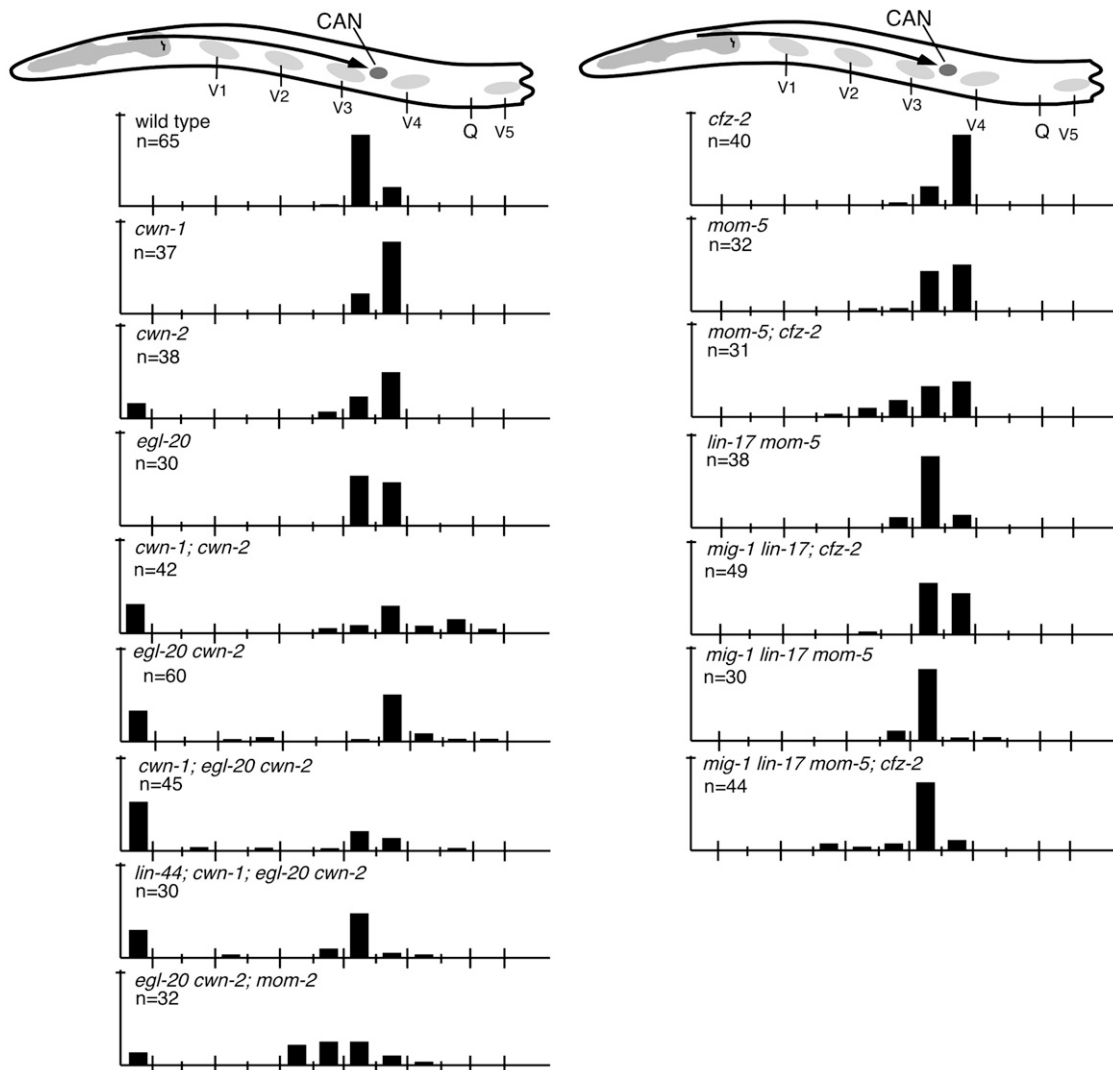 CAN
V1
V2
V3
V4
Q
V5
wild type
n=65
cwn-1
n=37
cwn-2
n=38
egl-20
n=30
cwn-1; cwn-2
n=42
egl-20 cwn-2
n=60
cwn-1; egl-20 cwn-2
n=45
lin-44; cwn-1; egl-20 cwn-2
n=30
egl-20 cwn-2; mom-2
n=32
CAN
V1
V2
V3
V4
Q
V5
cfz-2
n=40
mom-5
n=32
mom-5; cfz-2
n=31
lin-17 mom-5
n=38
mig-1 lin-17; cfz-2
n=49
mig-1 lin-17 mom-5
n=30
mig-1 lin-17 mom-5; cfz-2
n=44